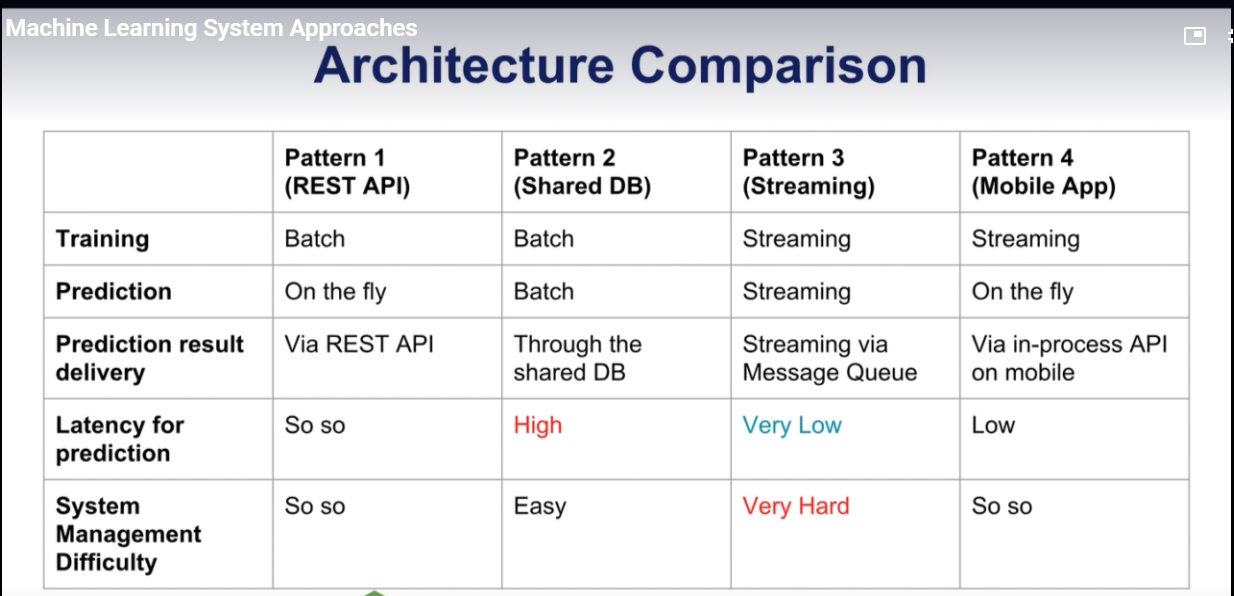 Machine Learning System Approaches
Architecture Comparison
Pattern 1 (REST API)
Pattern 2 (Shared DB)
Pattern 3 (Streaming)
Pattern 4 (Mobile App)
Training
Batch
Batch
Streaming
Streaming
Prediction
On the fly
Batch
Streaming
On the fly
Prediction result delivery
Via REST API
Through the shared DB
Streaming via Message Queue
Via in-process API on mobile
Latency for prediction
So so
High
Very Low
Low
System Management Difficulty
So so
Easy
Very Hard
So so